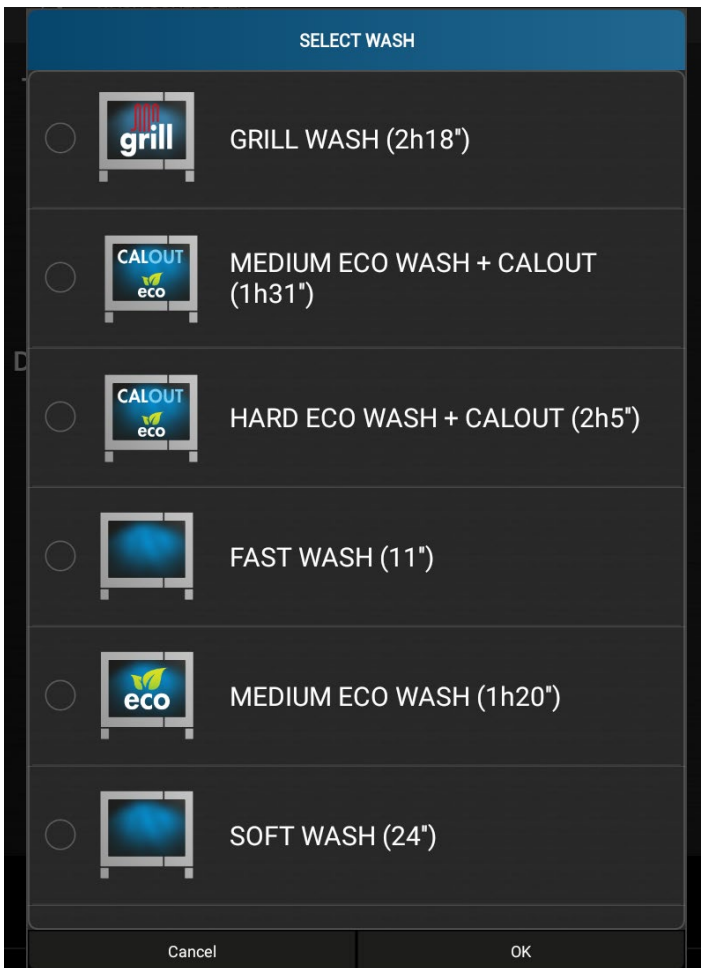 SELECT WASH
grill
GRILL WASH (2h18")
CALOUT
eco
MEDIUM ECO WASH + CALOUT
(1h31")
CALOUT
eco
HARD ECO WASH + CALOUT (2h5")
D
FAST WASH (11")
eco
MEDIUM ECO WASH (1h20")
SOFT WASH (24")
Cancel
OK